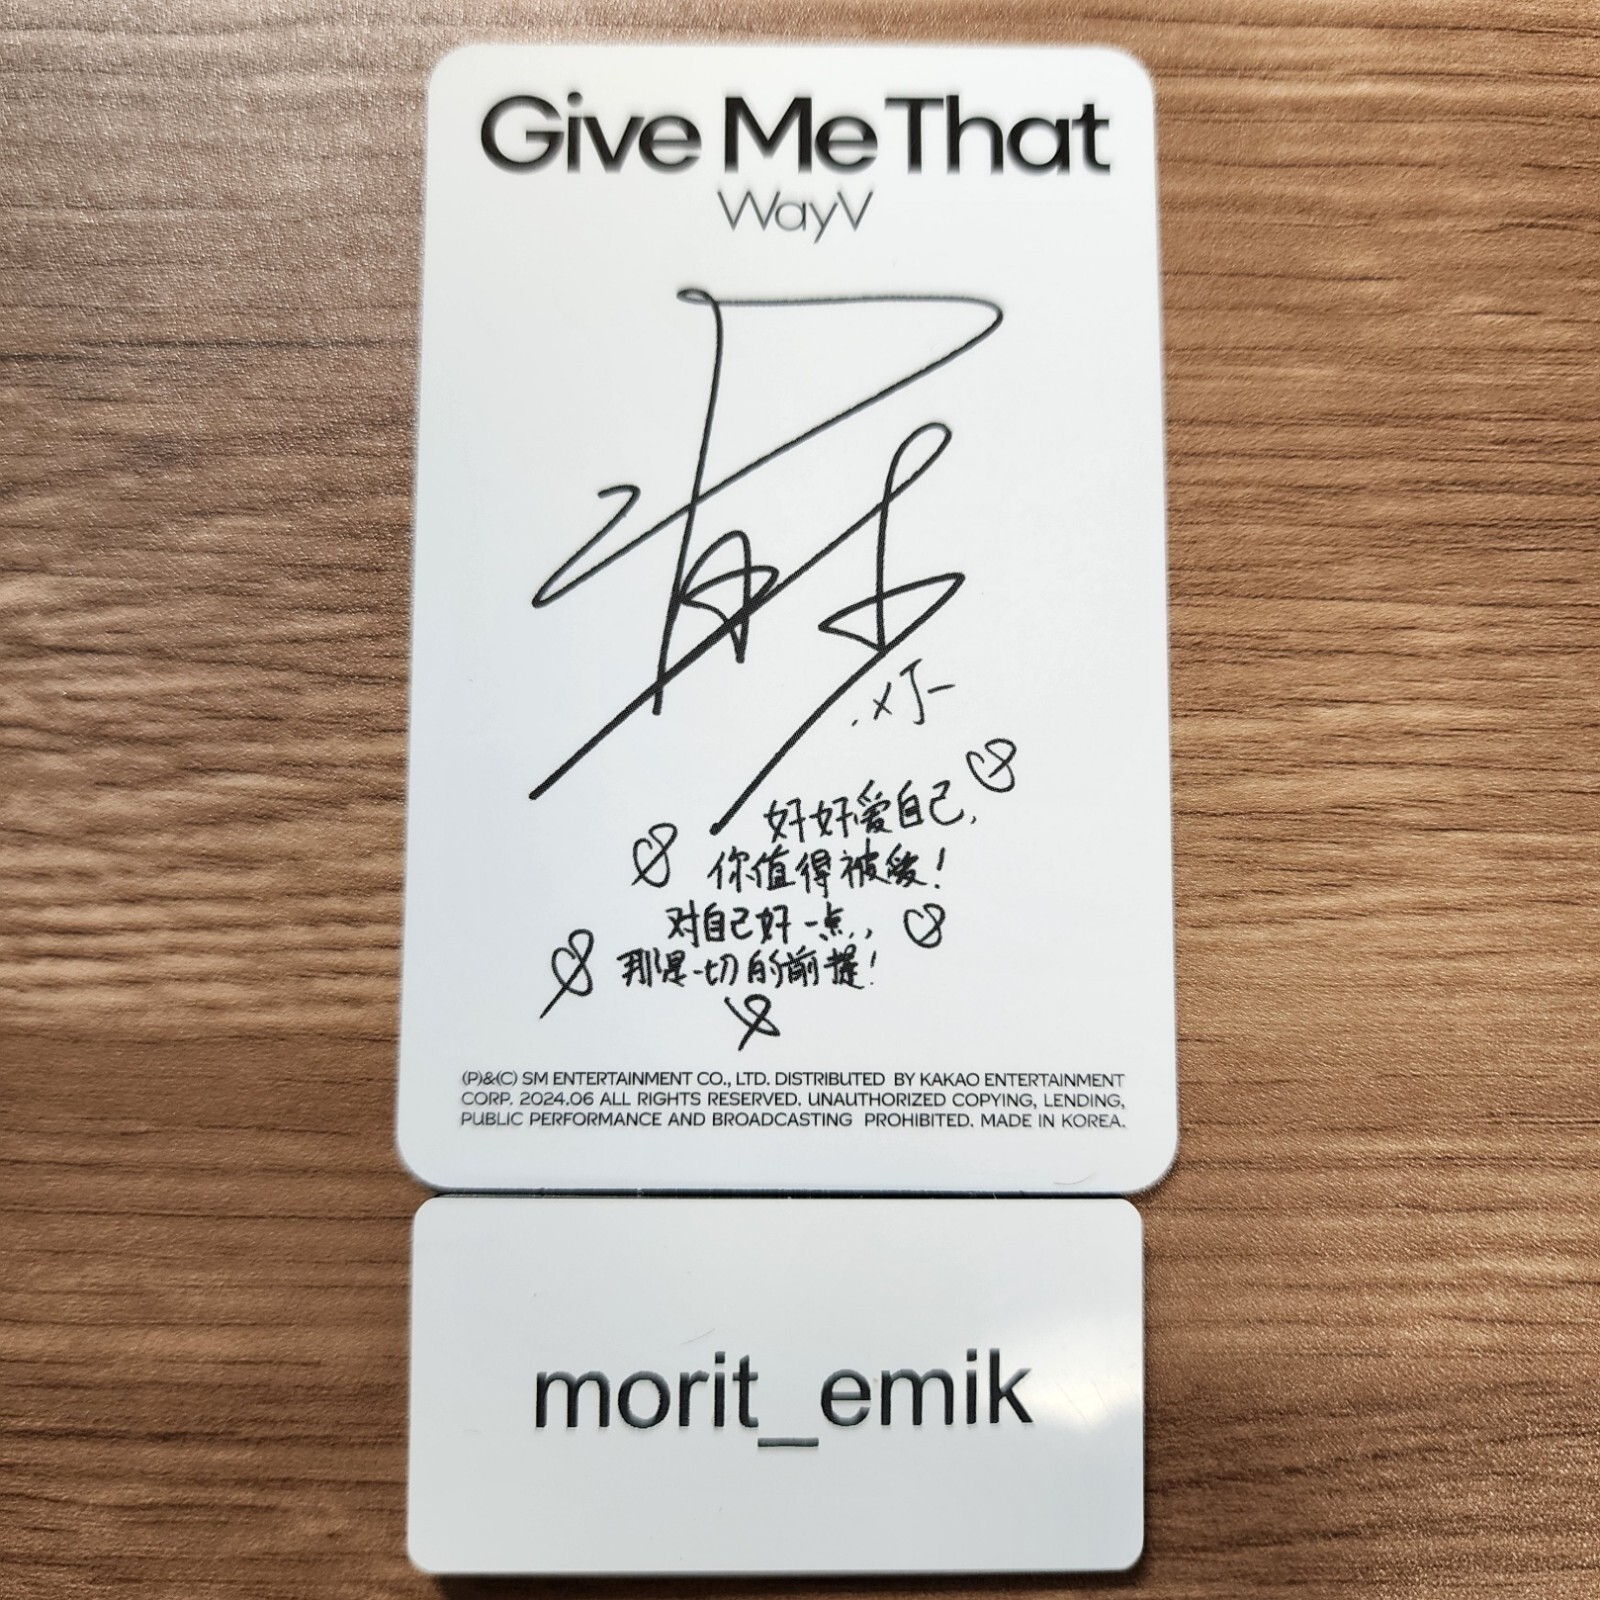 Give Me That
WayV
.xJ-
好好爱自己,
你值得被爱!
对自己好一点,,
那是一切的前提!
(P)&(C) SM ENTERTAINMENT CO., LTD. DISTRIBUTED BY KAKAO ENTERTAINMENT
CORP. 2024.06 ALL RIGHTS RESERVED. UNAUTHORIZED COPYING, LENDING,
PUBLIC PERFORMANCE AND BROADCASTING PROHIBITED. MADE IN KOREA.
morit_emik